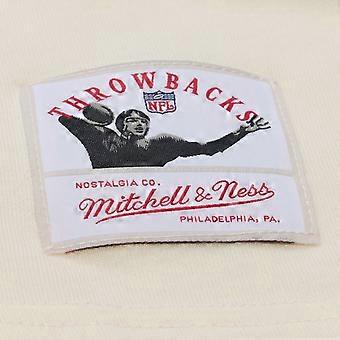 THROWBACKS
NFL
NOSTALGIA CO.
Mitchell & Ness
PHILADELPHIA, PA.